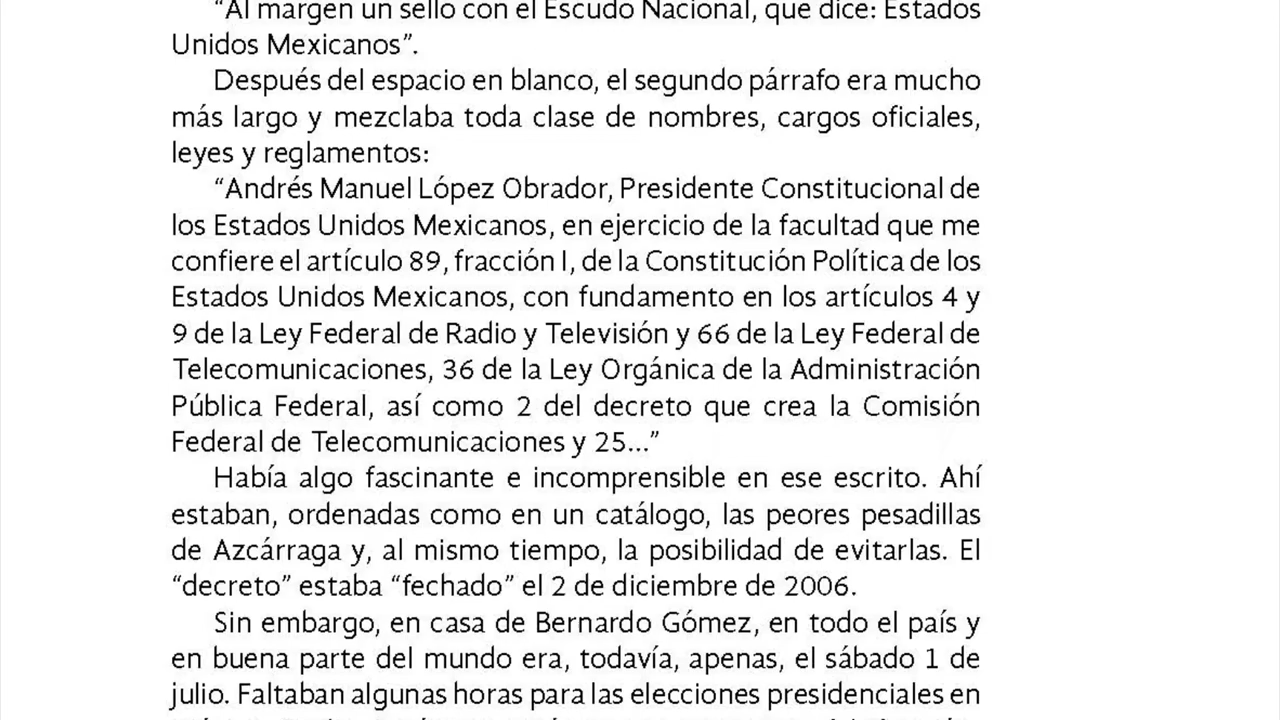 “Al margen un sello con el Escudo Nacional, que dice: Estados
Unidos Mexicanos”.
Después del espacio en blanco, el segundo párrafo era mucho
más largo y mezclaba toda clase de nombres, cargos oficiales,
leyes y reglamentos:
“Andrés Manuel López Obrador, Presidente Constitucional de
los Estados Unidos Mexicanos, en ejercicio de la facultad que me
confiere el artículo 89, fracción I, de la Constitución Política de los
Estados Unidos Mexicanos, con fundamento en los artículos 4 y
9 de la Ley Federal de Radio y Televisión y 66 de la Ley Federal de
Telecomunicaciones, 36 de la Ley Orgánica de la Administración
Pública Federal, así como 2 del decreto que crea la Comisión
Federal de Telecomunicaciones y 25...”
Había algo fascinante e incomprensible en ese escrito. Ahí
estaban, ordenadas como en un catálogo, las peores pesadillas
de Azcárraga y, al mismo tiempo, la posibilidad de evitarlas. El
“decreto” estaba “fechado” el 2 de diciembre de 2006.
Sin embargo, en casa de Bernardo Gómez, en todo el país y
en buena parte del mundo era, todavía, apenas, el sábado 1 de
julio. Faltaban algunas horas para las elecciones presidenciales en